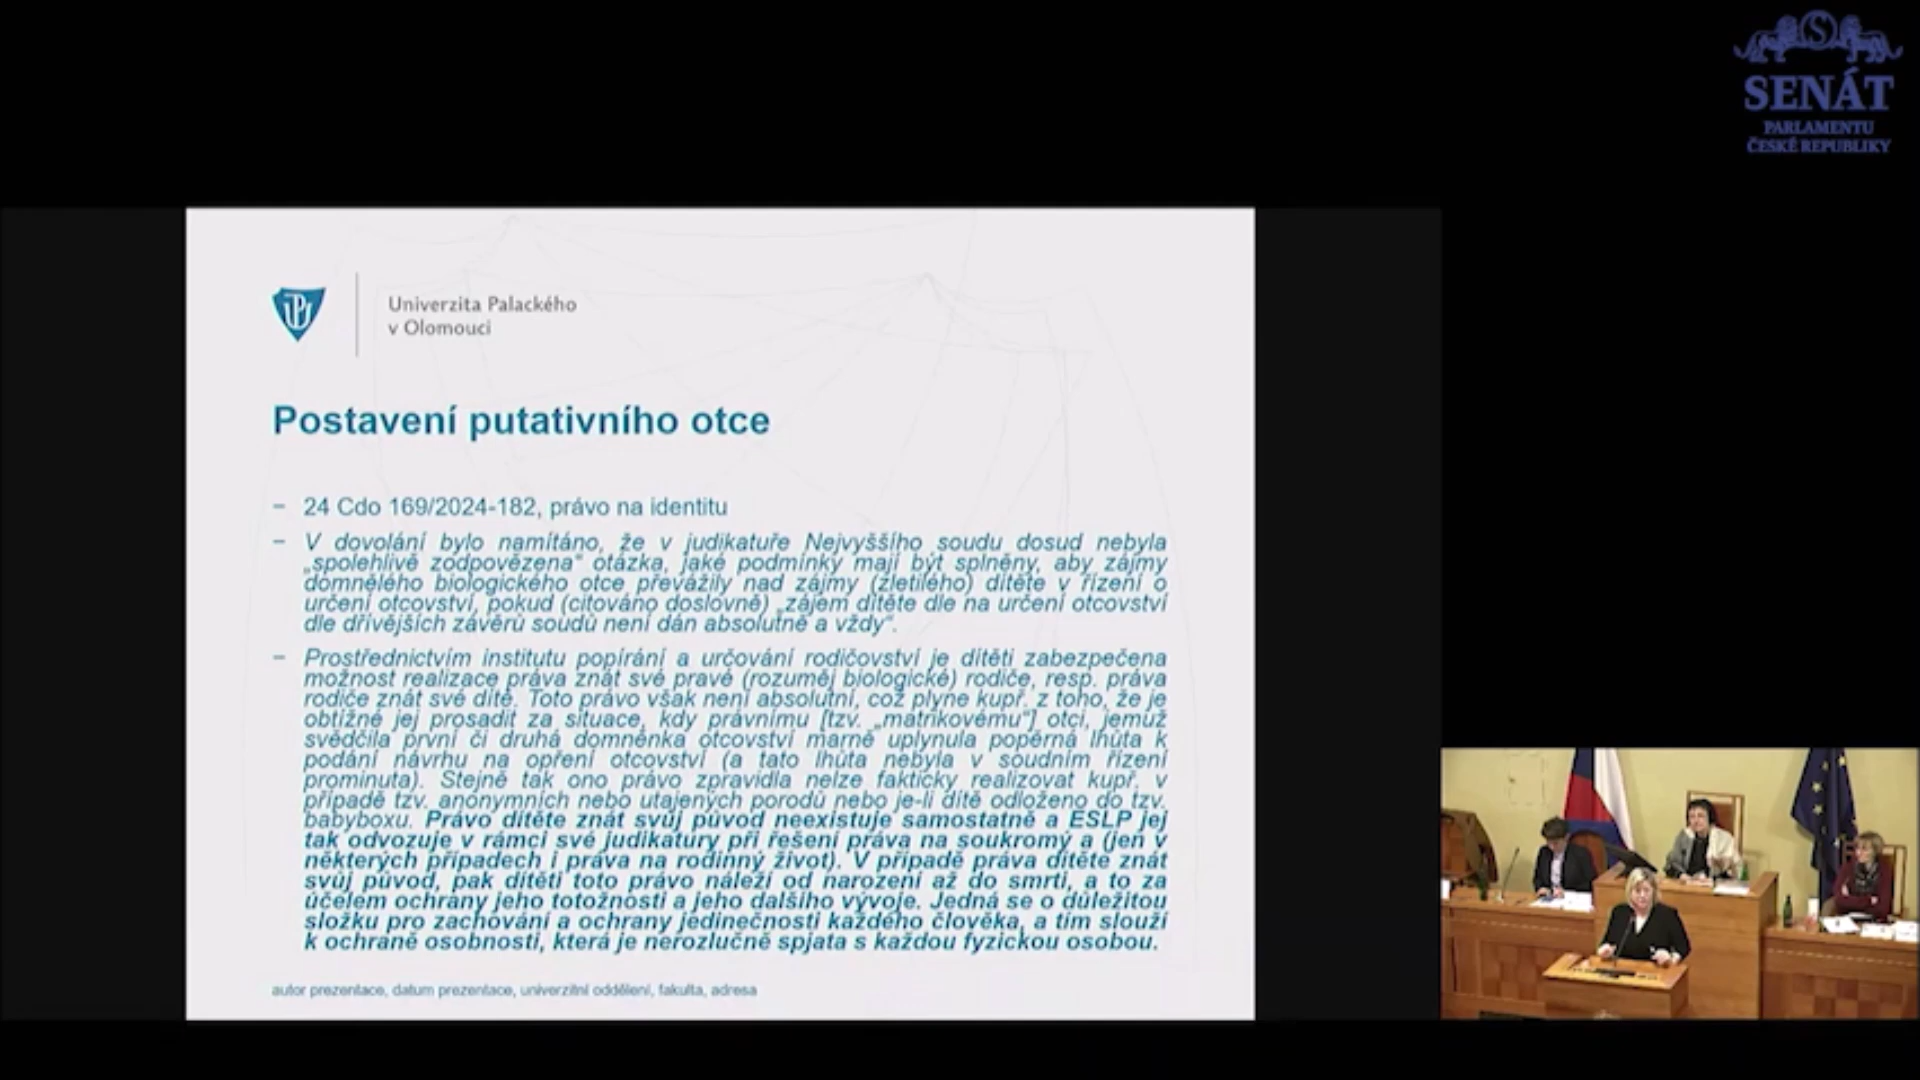 SENÁT
PARLAMENTU
ČESKÉ REPUBLIKY
Univerzita Palackého
v Olomouci
Postavení putativního otce
– 24 Cdo 169/2024-182, právo na identitu
– V dovolání bylo namítáno, že v judikatuře Nejvyššího soudu dosud nebyla
„spolehlivě zodpovězena“ otázka, jaké podmínky mají být splněny, aby zájmy
domnělého biologického otce převážily nad zájmy (zletilého) dítěte v řízení o
určení otcovství, pokud (citováno doslovně) „zájem dítěte dle na určení otcovství
dle dřívějších závěrů soudů není dán absolutně a vždy“.
– Prostřednictvím institutu popírání a určování rodičovství je dítěti zabezpečena
možnost realizace práva znát své pravé (rozuměj biologické) rodiče, resp. práva
rodiče znát své dítě. Toto právo však není absolutní, což plyne kupř. z toho, že je
obtížné jej prosadit za situace, kdy právnímu [tzv. „matrikovému“] otci, jemuž
svědčila první či druhá domněnka otcovství marně uplynula popěrná lhůta k
podání návrhu na opření otcovství (a tato lhůta nebyla v soudním řízení
prominuta). Stejně tak ono právo zpravidla nelze fakticky realizovat kupř. v
případě tzv. anonymních nebo utajených porodů nebo je-li dítě odloženo do tzv.
babyboxu. Právo dítěte znát svůj původ neexistuje samostatně a ESLP jej
tak odvozuje v rámci své judikatury při řešení práva na soukromý a (jen v
některých případech i práva na rodinný život). V případě práva dítěte znát
svůj původ, pak dítěti toto právo náleží od narození až do smrti, a to za
účelem ochrany jeho totožnosti a jeho dalšího vývoje. Jedná se o důležitou
složku pro zachování a ochrany jedinečnosti každého člověka, a tím slouží
k ochraně osobnosti, která je nerozlučně spjata s každou fyzickou osobou.
autor prezentace, datum prezentace, univerzitní oddělení, fakulta, adresa